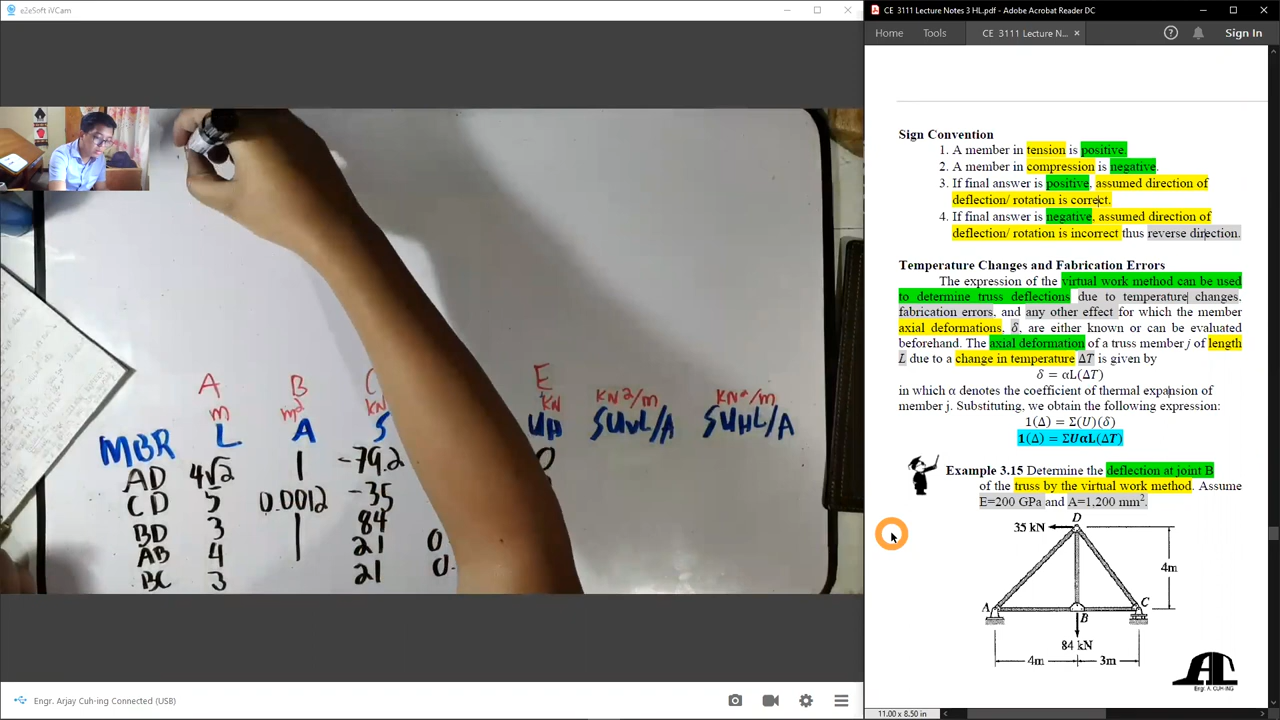 e2eSoft iVCam
CE 3111 Lecture Notes 3 HL.pdf - Adobe Acrobat Reader DC
Home Tools CE 3111 Lecture N... × Sign In
A B E
m m² kN kN²/m kN²/m
MBR L A S UH SUvL/A SUHL/A
AD 4√2 1 -79.2 0
CD 5 0.0012 -35
BD 3 84
AB 4 1 21 0
BC 3 21 0.
Engr. Arjay Cuh-ing Connected (USB)
Sign Convention
1. A member in tension is positive.
2. A member in compression is negative.
3. If final answer is positive, assumed direction of
deflection/ rotation is correct.
4. If final answer is negative, assumed direction of
deflection/ rotation is incorrect thus reverse direction.
Temperature Changes and Fabrication Errors
The expression of the virtual work method can be used
to determine truss deflections due to temperature changes,
fabrication errors, and any other effect for which the member
axial deformations, δ, are either known or can be evaluated
beforehand. The axial deformation of a truss member j of length
L due to a change in temperature ΔT is given by
δ = αL(ΔT)
in which α denotes the coefficient of thermal expansion of
member j. Substituting, we obtain the following expression:
1(Δ) = Σ(U)(δ)
1(Δ) = ΣUαL(ΔT)
Example 3.15 Determine the deflection at joint B
of the truss by the virtual work method. Assume
E=200 GPa and A=1,200 mm².
D
35 kN
4m
A
B
C
84 kN
4m 3m
Engr. A. CUH-ING
11.00 x 8.50 in